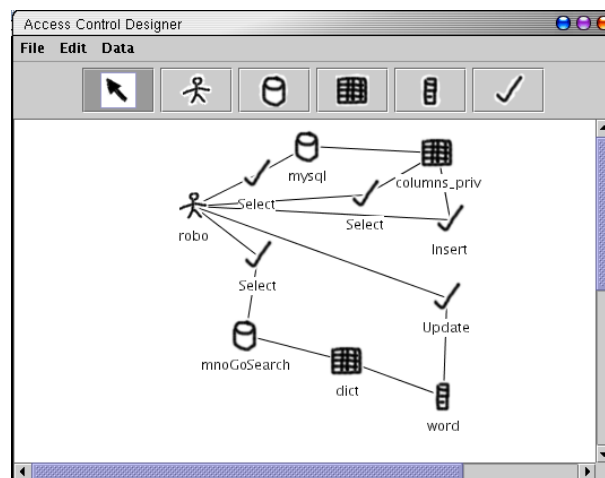 Access Control Designer
File Edit Data
mysql
columns_priv
Select
Select
robo
Insert
Select
Update
mnoGoSearch
dict
word